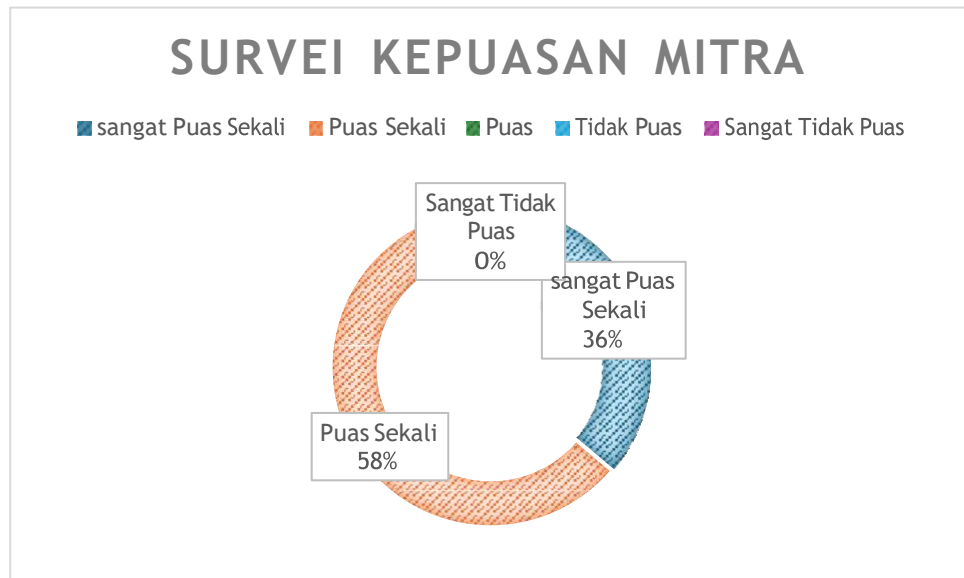 SURVEI KEPUASAN MITRA
sangat Puas Sekali Puas Sekali Puas Tidak Puas Sangat Tidak Puas
Sangat Tidak
Puas
0%
sangat Puas
Sekali
36%
Puas Sekali
58%